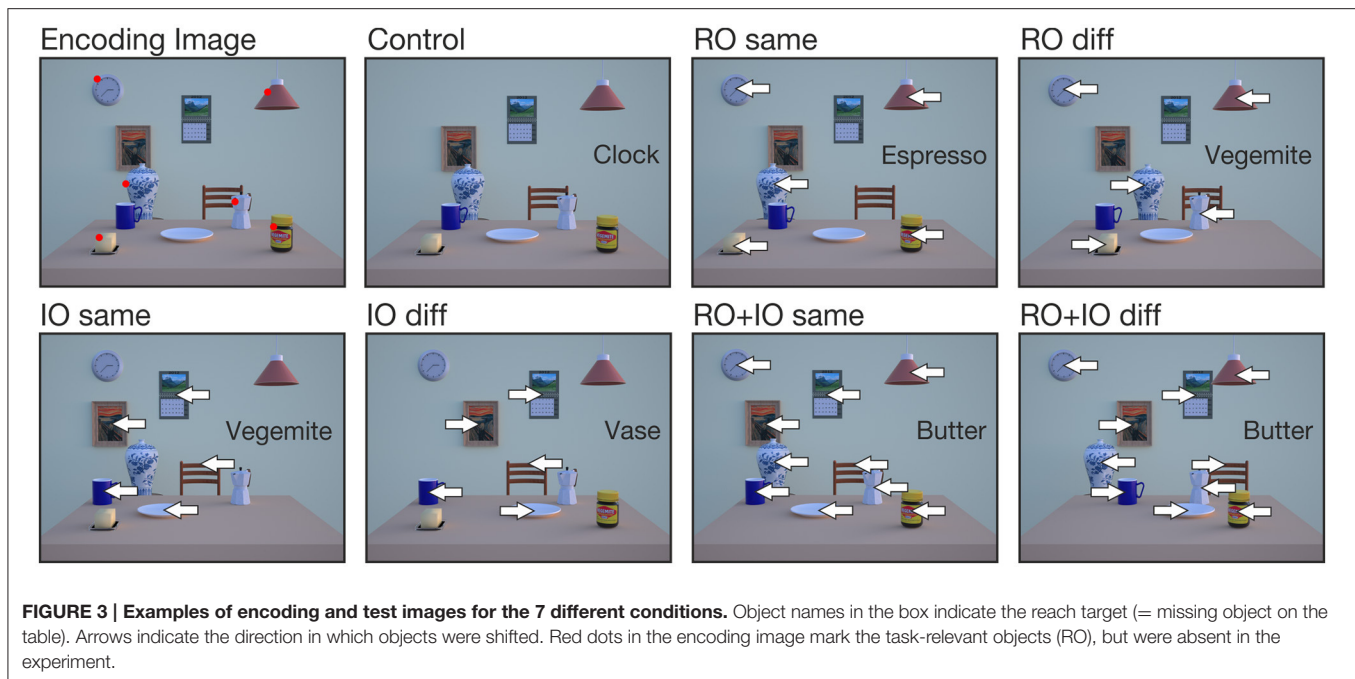 Encoding Image
Control
RO same
RO diff
Clock
Espresso
Vegemite
IO same
IO diff
RO+IO same
RO+IO diff
Vegemite
Vase
Butter
Butter
FIGURE 3 | Examples of encoding and test images for the 7 different conditions. Object names in the box indicate the reach target (= missing object on the
table). Arrows indicate the direction in which objects were shifted. Red dots in the encoding image mark the task-relevant objects (RO), but were absent in the
experiment.